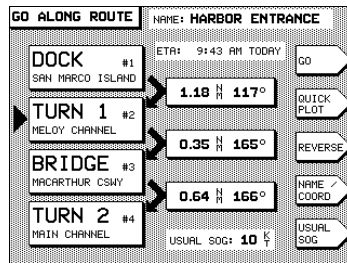 GO ALONG ROUTE
NAME: HARBOR ENTRANCE
ETA: 9:43 AM TODAY
DOCK #1
SAN MARCO ISLAND
1.18 NM 117°
TURN 1 #2
MELOY CHANNEL
0.35 NM 165°
BRIDGE #3
MACARTHUR CSWY
0.64 NM 166°
TURN 2 #4
MAIN CHANNEL
USUAL SOG: 10 KT
GO
QUICK
PLOT
REVERSE
NAME /
COORD
USUAL
SOG